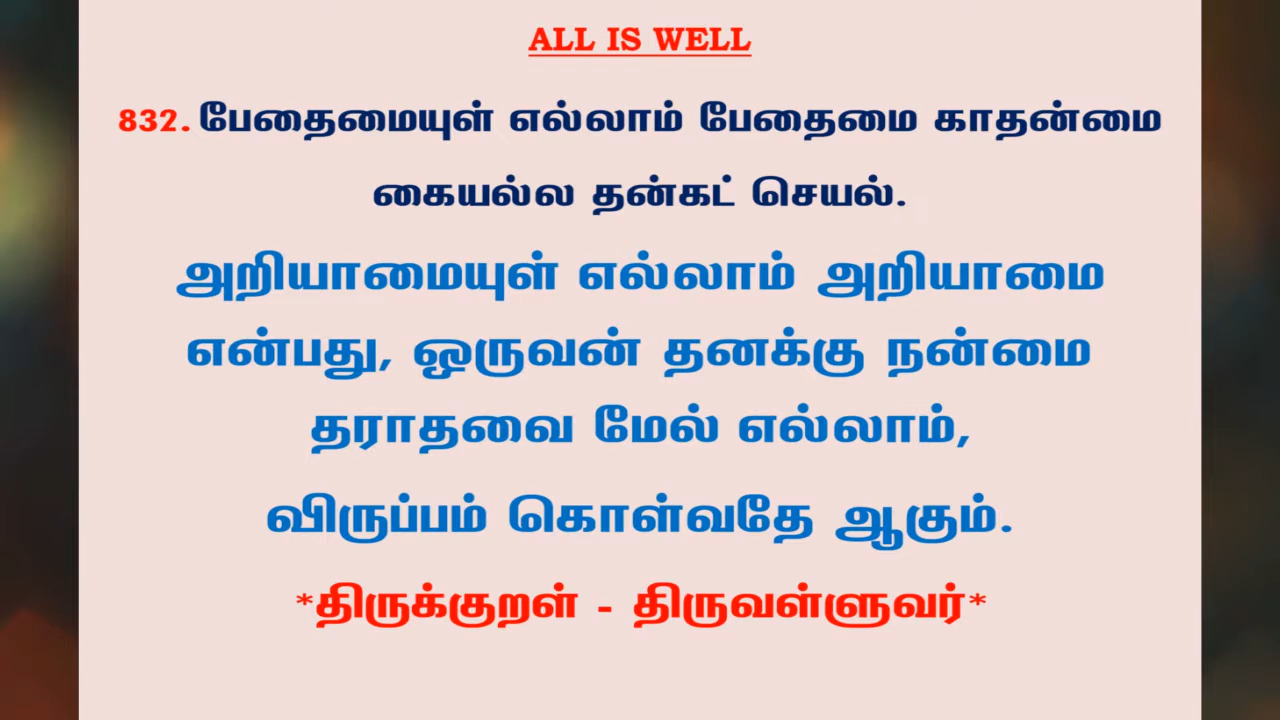 ALL IS WELL
832. பேதைமையுள் எல்லாம் பேதைமை காதன்மை
கையல்ல தன்கட் செயல்.
அறியாமையுள் எல்லாம் அறியாமை
என்பது, ஒருவன் தனக்கு நன்மை
தராதவை மேல் எல்லாம்,
விருப்பம் கொள்வதே ஆகும்.
*திருக்குறள் - திருவள்ளுவர்*